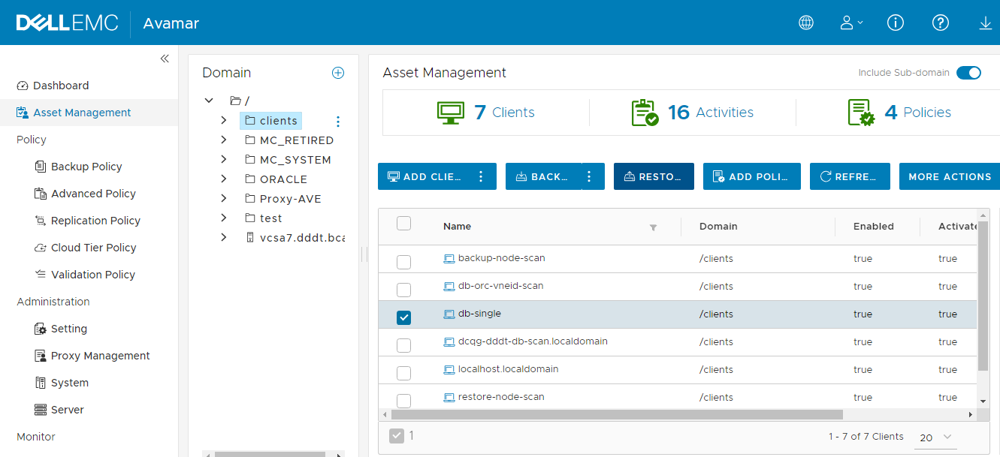 DELLEMC Avamar
Dashboard
Asset Management
Policy
Backup Policy
Advanced Policy
Replication Policy
Cloud Tier Policy
Validation Policy
Administration
Setting
Proxy Management
System
Server
Monitor
Domain
/
clients
MC_RETIRED
MC_SYSTEM
ORACLE
Proxy-AVE
test
vcsa7.dddt.bca
Asset Management
Include Sub-domain
7 Clients
16 Activities
4 Policies
ADD CLIE...
BACK...
RESTO...
ADD POLI...
REFRE...
MORE ACTIONS
Name Domain Enabled Activate
backup-node-scan /clients true true
db-orc-vneid-scan /clients true true
db-single /clients true true
dcqg-dddt-db-scan.localdomain /clients true true
localhost.localdomain /clients true true
restore-node-scan /clients true true
1
1 - 7 of 7 Clients 20